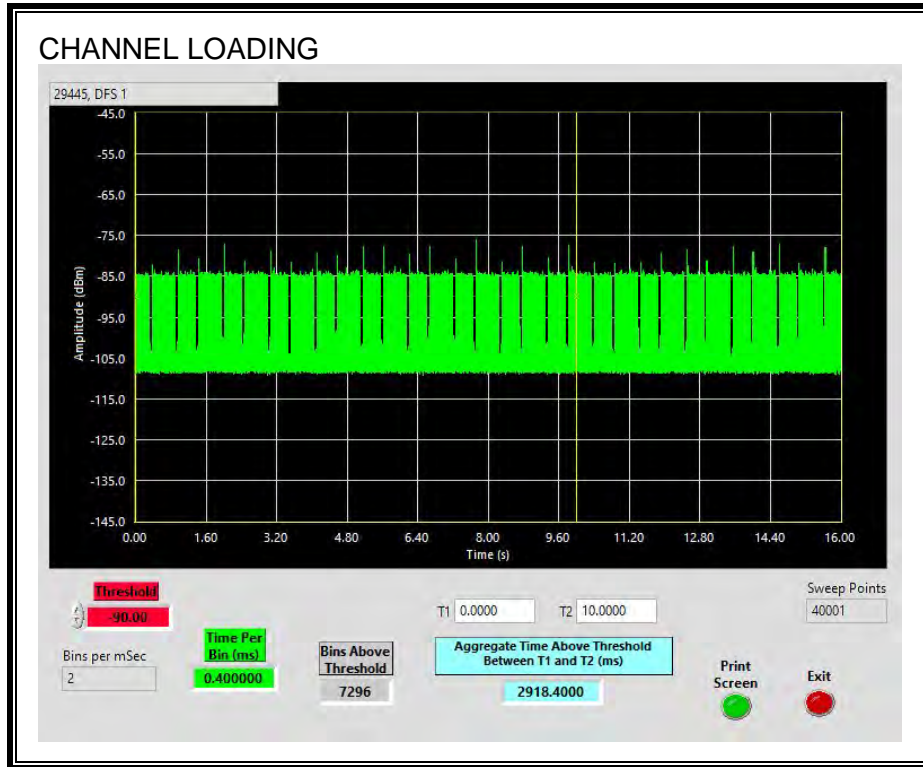 CHANNEL LOADING
29445, DFS 1
-45.0
-55.0
-65.0
-75.0
-85.0
-95.0
-105.0
-115.0
-125.0
-135.0
-145.0
Amplitude (dBm)
0.00 1.60 3.20 4.80 6.40 8.00 9.60 11.20 12.80 14.40 16.00
Time (s)
Threshold
-90.00
Bins per mSec
2
Time Per
Bin (ms)
0.400000
Bins Above
Threshold
7296
T1 0.0000 T2 10.0000
Aggregate Time Above Threshold
Between T1 and T2 (ms)
2918.4000
Sweep Points
40001
Print
Screen
Exit